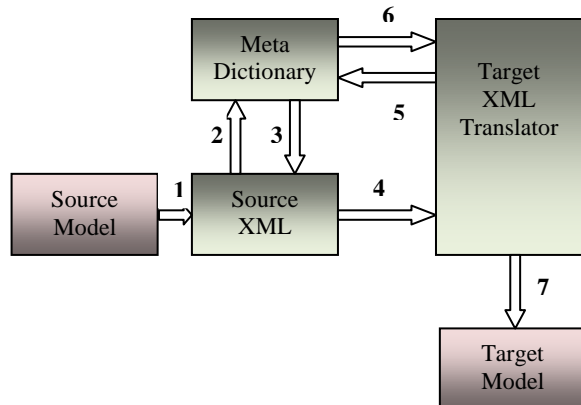 6
Meta
Dictionary
Target
XML
Translator
5
2
3
1
4
Source
Model
Source
XML
7
Target
Model